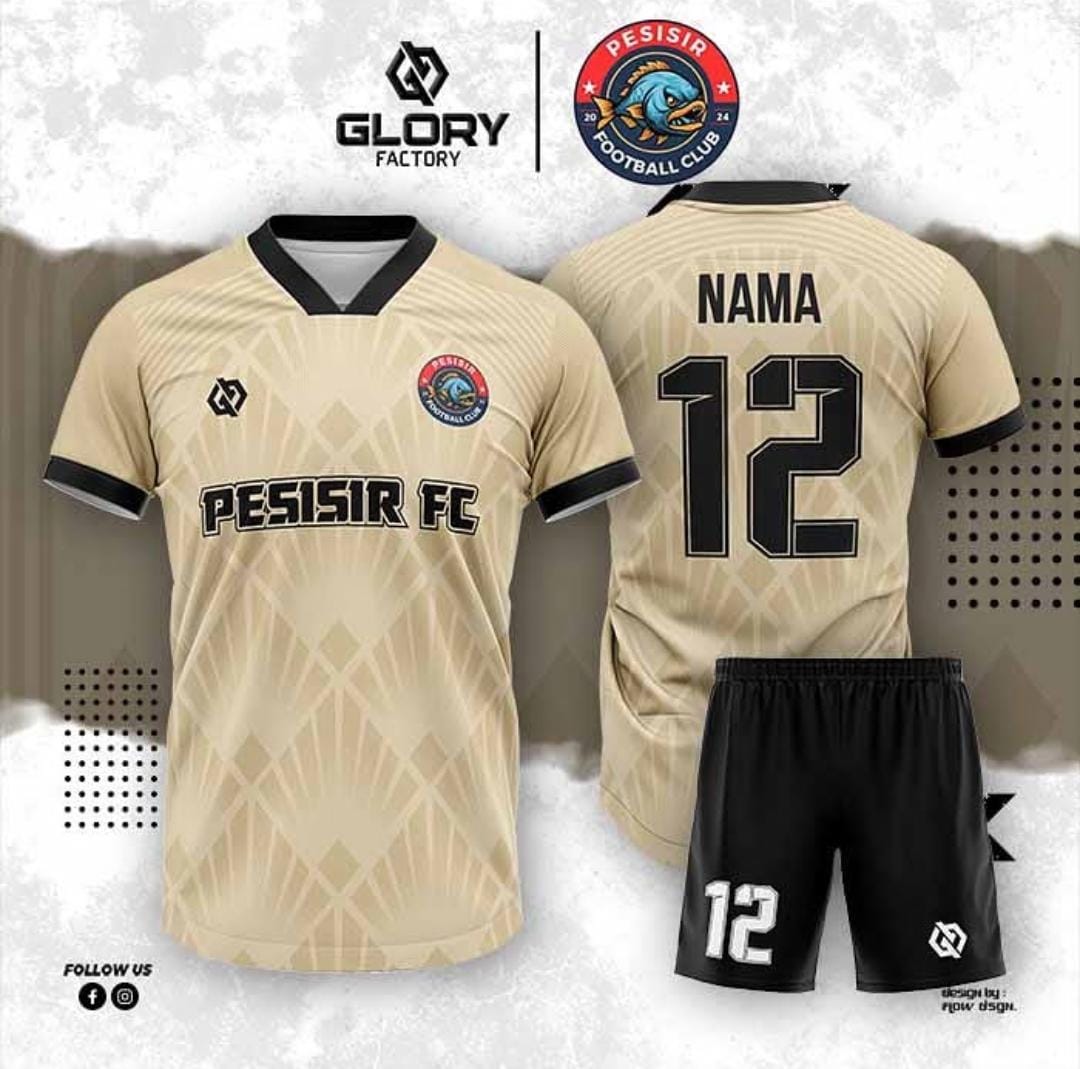 GLORY
FACTORY
PESISIR
20 24
FOOTBALL CLUB
NAMA
12
PESISIR
FOOTBALL CLUB
PESISIR FC
12
FOLLOW US
design by :
flow dsgn.